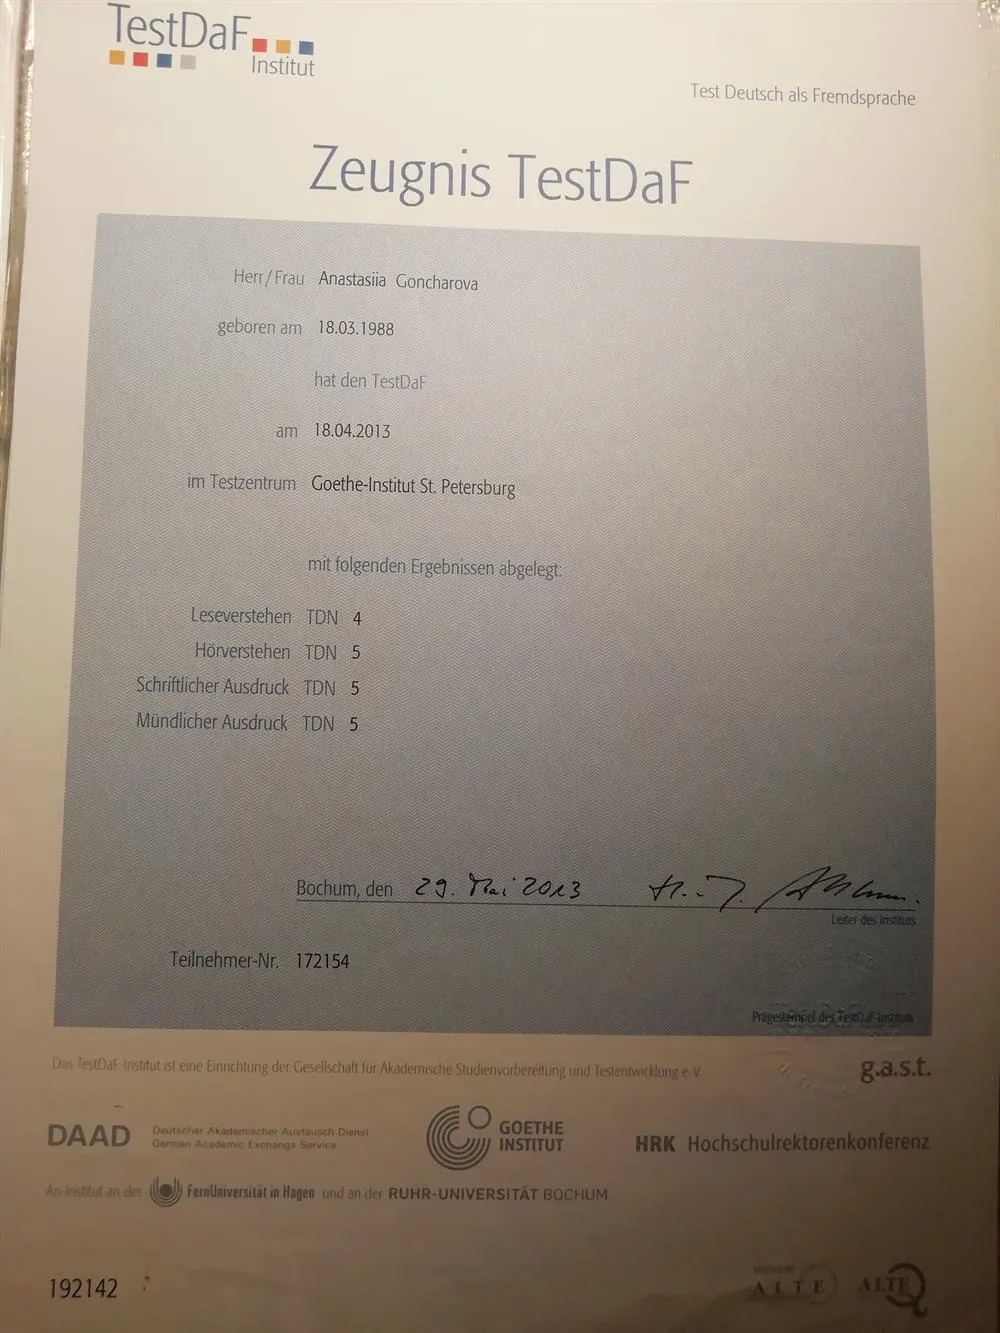 TestDaF
Institut
Test Deutsch als Fremdsprache
Zeugnis TestDaF
Herr/Frau Anastasiia Goncharova
geboren am 18.03.1988
hat den TestDaF
am 18.04.2013
im Testzentrum Goethe-Institut St. Petersburg
mit folgenden Ergebnissen abgelegt:
Leseverstehen TDN 4
Hörverstehen TDN 5
Schriftlicher Ausdruck TDN 5
Mündlicher Ausdruck TDN 5
Bochum, den 29. Mai 2013
Leiter des Instituts
Teilnehmer-Nr. 172154
Prägestempel des TestDaF-Instituts
Das TestDaF-Institut ist eine Einrichtung der Gesellschaft für Akademische Studienvorbereitung und Testentwicklung e.V.
g.a.s.t.
DAAD Deutscher Akademischer Austausch Dienst
German Academic Exchange Service
GOETHE
INSTITUT
HRK Hochschulrektorenkonferenz
An-Institut an der FernUniversität in Hagen und an der RUHR-UNIVERSITÄT BOCHUM
192142
ALTE
ALTE